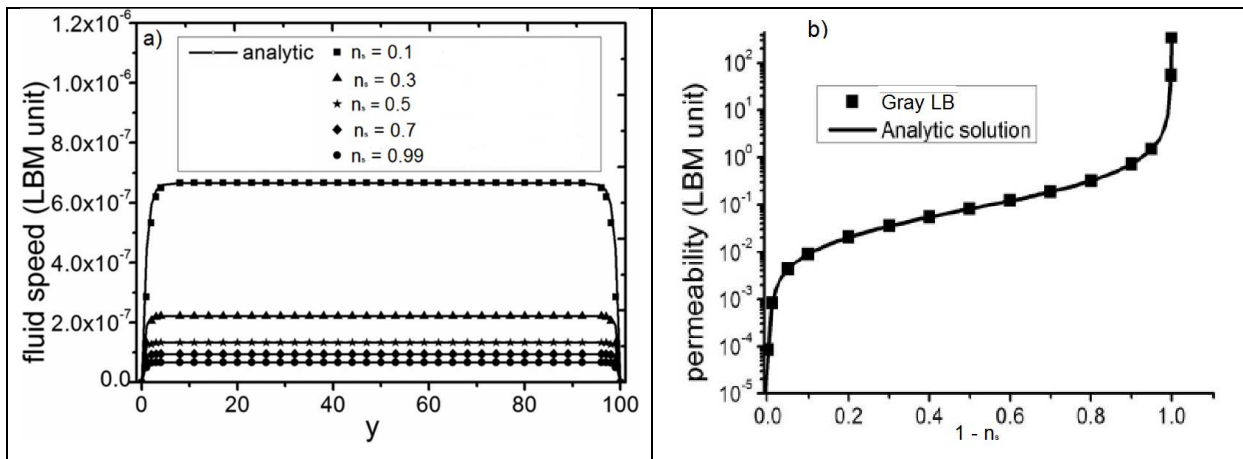 a)
analytic
nₛ = 0.1
nₛ = 0.3
nₛ = 0.5
nₛ = 0.7
nₛ = 0.99
1.2x10⁻⁶
1.0x10⁻⁶
8.0x10⁻⁷
6.0x10⁻⁷
4.0x10⁻⁷
2.0x10⁻⁷
0.0
fluid speed (LBM unit)
0 20 40 60 80 100
y
b)
Gray LB
Analytic solution
10²
10¹
10⁰
10⁻¹
10⁻²
10⁻³
10⁻⁴
10⁻⁵
permeability (LBM unit)
0.0 0.2 0.4 0.6 0.8 1.0
1 - nₛ